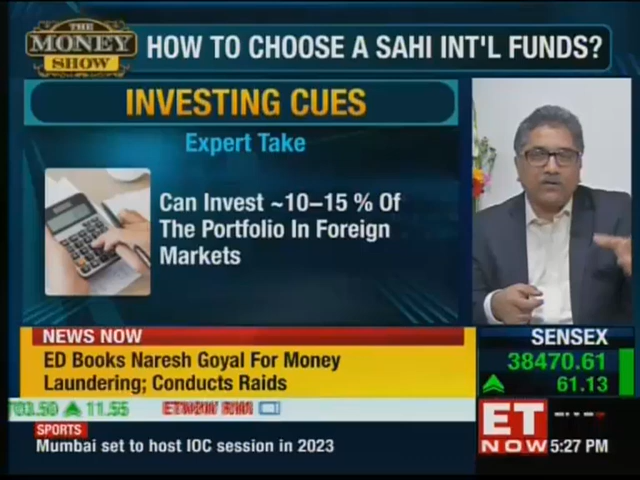 THE
MONEY
SHOW
HOW TO CHOOSE A SAHI INT'L FUNDS?
INVESTING CUES
Expert Take
Can Invest ~10–15 % Of
The Portfolio In Foreign
Markets
NEWS NOW
ED Books Naresh Goyal For Money
Laundering; Conducts Raids
SENSEX
38470.61
61.13
03.50 11.55
SPORTS
Mumbai set to host IOC session in 2023
ET
NOW
5:27 PM